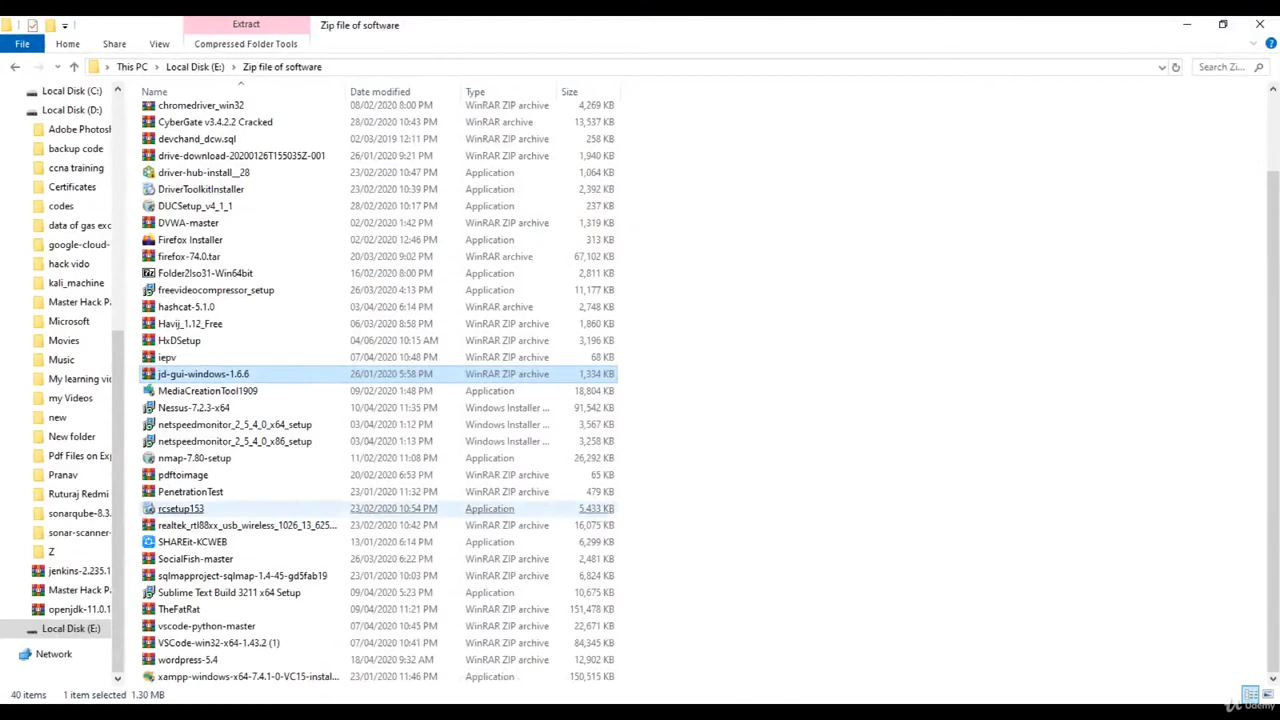 Extract Zip file of software
File Home Share View Compressed Folder Tools
This PC > Local Disk (E:) > Zip file of software Search Zi...
Name Date modified Type Size
Local Disk (C:)
Local Disk (D:)
Adobe Photosh
backup code
ccna training
Certificates
codes
data of gas exc
google-cloud-
hack vido
kali_machine
Master Hack P.
Microsoft
Movies
Music
My learning vi
my Videos
new
New folder
Pdf Files on Ex
Pranav
Ruturaj Redmi
sonarqube-8.3.
sonar-scanner-
Z
jenkins-2.235.1
Master Hack P.
openjdk-11.0.1
Local Disk (E:)
Network
chromedriver_win32 08/02/2020 8:00 PM WinRAR ZIP archive 4,269 KB
CyberGate v3.4.2.2 Cracked 28/02/2020 10:43 PM WinRAR archive 13,537 KB
devchand_dcw.sql 02/03/2019 12:11 PM WinRAR ZIP archive 258 KB
drive-download-20200126T155035Z-001 26/01/2020 9:21 PM WinRAR ZIP archive 1,940 KB
driver-hub-install__28 23/02/2020 10:47 PM Application 1,064 KB
DriverToolkitInstaller 23/02/2020 10:39 PM Application 2,392 KB
DUCSetup_v4_1_1 28/02/2020 10:17 PM Application 237 KB
DVWA-master 02/02/2020 1:42 PM WinRAR ZIP archive 1,319 KB
Firefox Installer 02/02/2020 12:46 PM Application 313 KB
firefox-74.0.tar 20/03/2020 9:02 PM WinRAR archive 67,102 KB
Folder2Iso31-Win64bit 16/02/2020 8:00 PM Application 2,811 KB
freevideocompressor_setup 26/03/2020 4:13 PM Application 11,177 KB
hashcat-5.1.0 03/04/2020 6:14 PM WinRAR archive 2,748 KB
Havij_1.12_Free 06/03/2020 8:58 PM WinRAR ZIP archive 1,860 KB
HxDSetup 04/06/2020 10:15 AM WinRAR ZIP archive 3,196 KB
iepv 07/04/2020 10:48 PM WinRAR ZIP archive 68 KB
jd-gui-windows-1.6.6 26/01/2020 5:58 PM WinRAR ZIP archive 1,334 KB
MediaCreationTool1909 09/02/2020 1:48 PM Application 18,804 KB
Nessus-7.2.3-x64 10/04/2020 11:35 PM Windows Installer ... 91,542 KB
netspeedmonitor_2_5_4_0_x64_setup 03/04/2020 1:12 PM Windows Installer ... 3,567 KB
netspeedmonitor_2_5_4_0_x86_setup 03/04/2020 1:13 PM Windows Installer ... 3,258 KB
nmap-7.80-setup 11/02/2020 11:08 PM Application 26,292 KB
pdftoimage 20/02/2020 6:53 PM WinRAR ZIP archive 65 KB
PenetrationTest 23/01/2020 11:32 PM WinRAR ZIP archive 479 KB
rcsetup153 23/02/2020 10:54 PM Application 5,433 KB
realtek_rtl88xx_usb_wireless_1026_13_625... 23/02/2020 10:42 PM WinRAR ZIP archive 16,075 KB
SHAREit-KCWEB 13/01/2020 6:14 PM Application 6,299 KB
SocialFish-master 26/03/2020 6:22 PM WinRAR ZIP archive 2,481 KB
sqlmapproject-sqlmap-1.4-45-gd5fab19 23/01/2020 10:03 PM WinRAR ZIP archive 6,824 KB
Sublime Text Build 3211 x64 Setup 09/04/2020 5:23 PM Application 10,675 KB
TheFatRat 09/04/2020 11:21 PM WinRAR ZIP archive 151,478 KB
vscode-python-master 07/04/2020 10:45 PM WinRAR ZIP archive 22,671 KB
VSCode-win32-x64-1.43.2 (1) 07/04/2020 10:41 PM WinRAR ZIP archive 84,345 KB
wordpress-5.4 18/04/2020 9:32 AM WinRAR ZIP archive 12,902 KB
xampp-windows-x64-7.4.1-0-VC15-instal... 23/01/2020 11:46 PM Application 150,515 KB
40 items 1 item selected 1.30 MB
Udemy